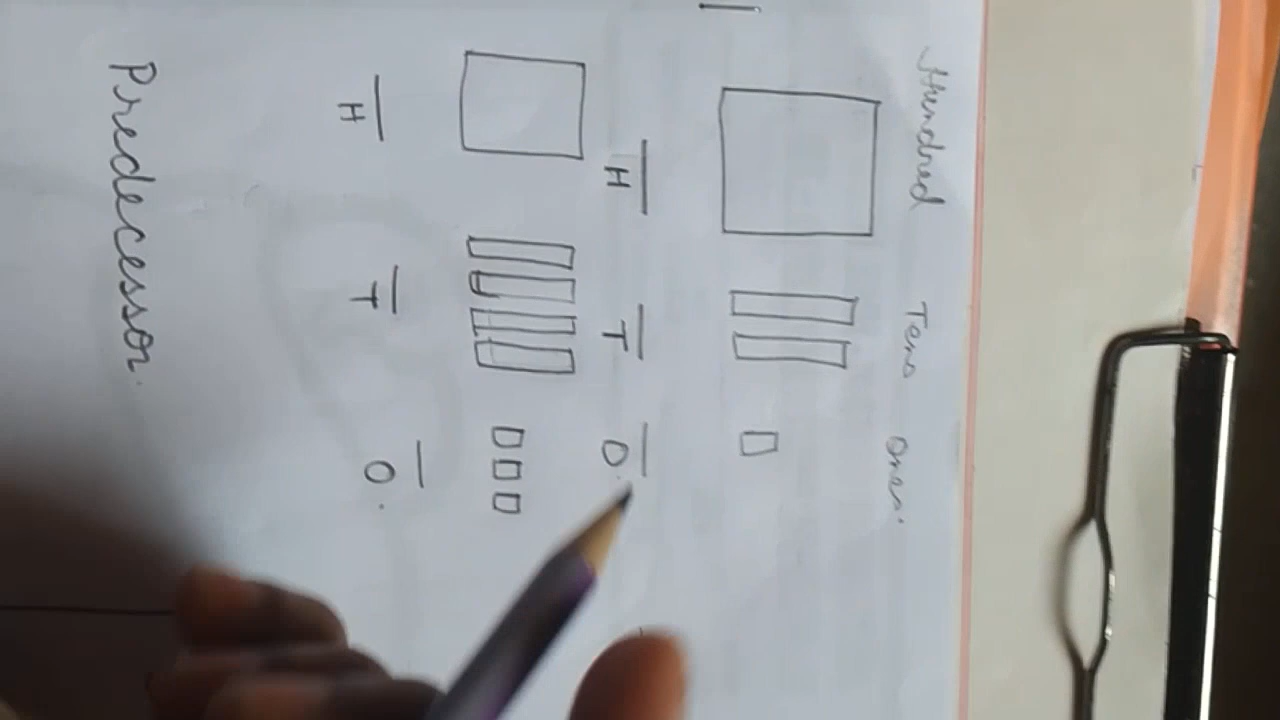 Hundred Tens ones.
H T O.
H T O.
Predecessor.